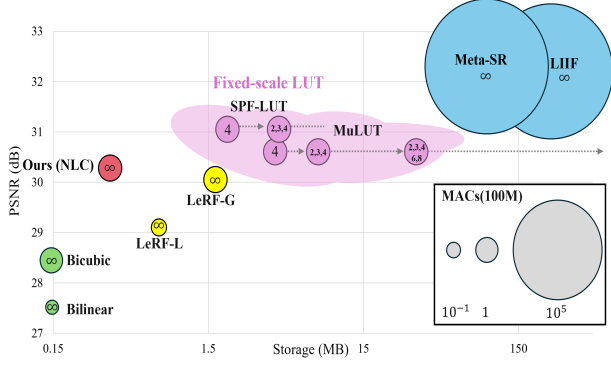 33
32
31
30
29
28
27
PSNR (dB)
Meta-SR
∞
LIIF
∞
Fixed-scale LUT
SPF-LUT
4
2,3,4
MuLUT
4
2,3,4
2,3,4
6,8
Ours (NLC)
∞
∞
LeRF-G
∞
LeRF-L
∞
Bicubic
∞
Bilinear
MACs(100M)
10⁻¹
1
10⁵
0.15
1.5
Storage (MB)
15
150